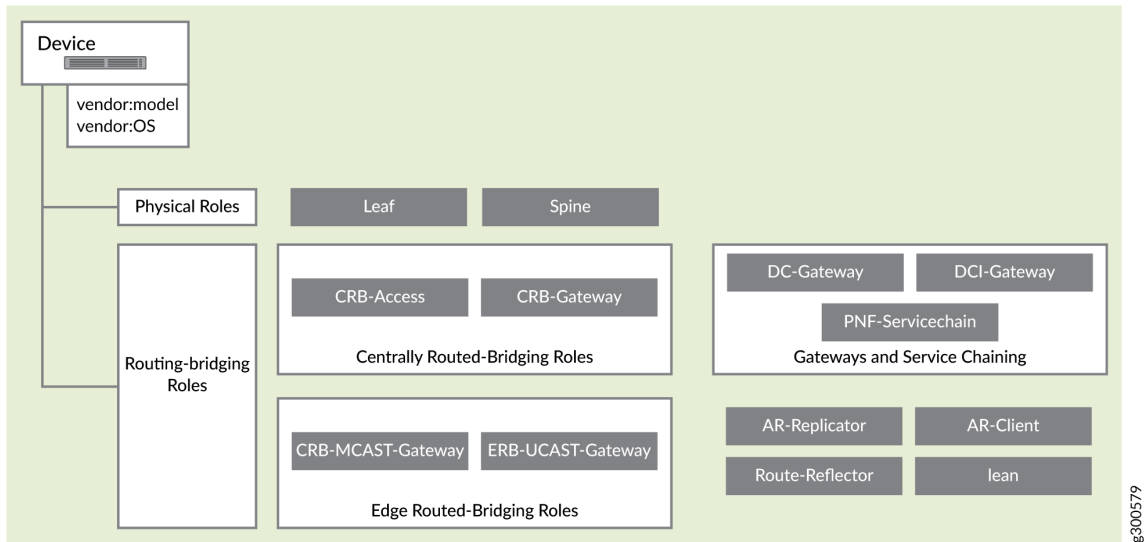 Device
vendor:model
vendor:OS
Physical Roles
Leaf
Spine
Routing-bridging
Roles
CRB-Access
CRB-Gateway
Centrally Routed-Bridging Roles
DC-Gateway
DCI-Gateway
PNF-Servicechain
Gateways and Service Chaining
CRB-MCAST-Gateway
ERB-UCAST-Gateway
Edge Routed-Bridging Roles
AR-Replicator
AR-Client
Route-Reflector
lean
g300579